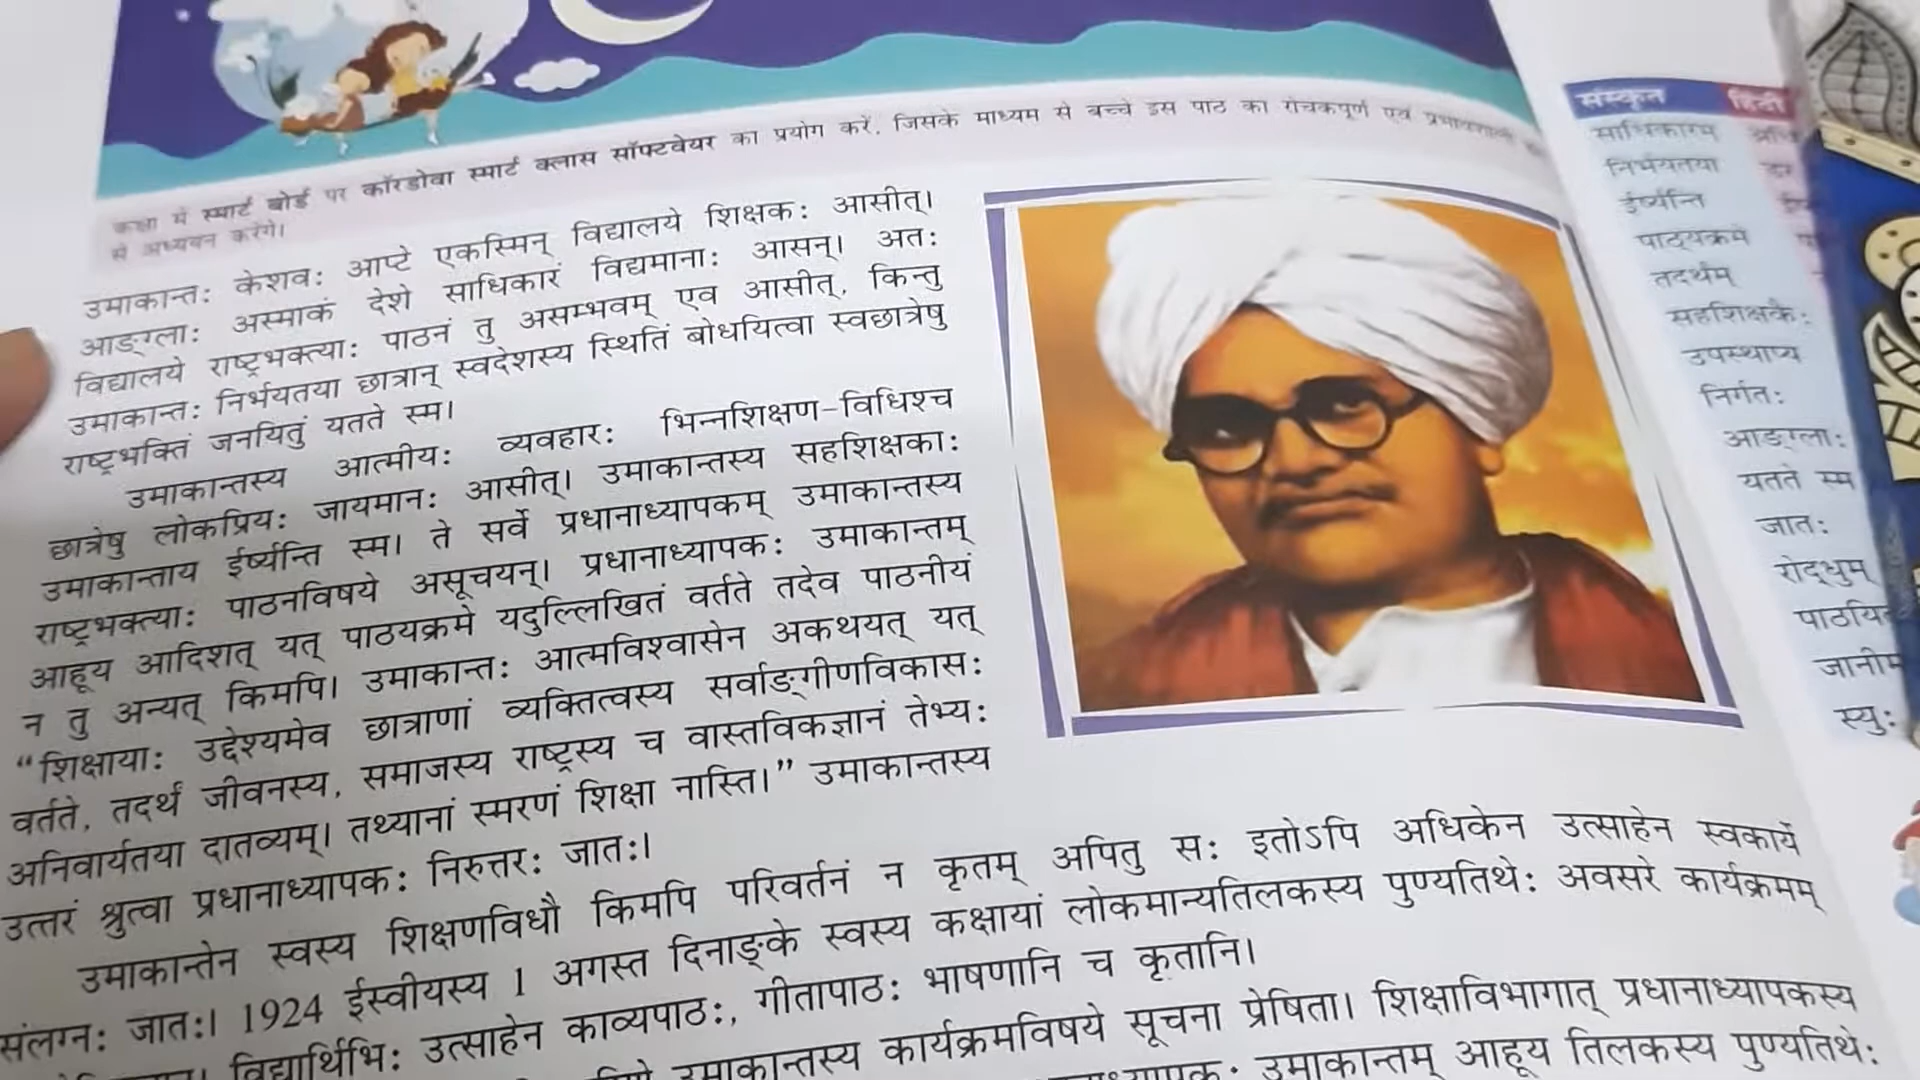 कक्षा में स्मार्ट बोर्ड पर कॉरडोवा स्मार्ट क्लास सॉफ्टवेयर का प्रयोग करें, जिसके माध्यम से बच्चे इस पाठ का रोचकपूर्ण एवं
से अध्ययन करेंगे।
उमाकान्तः केशवः आप्टे एकस्मिन् विद्यालये शिक्षकः आसीत्।
आङ्ग्लाः अस्माकं देशे साधिकारं विद्यमानाः आसन्। अतः
विद्यालये राष्ट्रभक्त्याः पाठनं तु असम्भवम् एव आसीत्, किन्तु
उमाकान्तः निर्भयतया छात्रान् स्वदेशस्य स्थितिं बोधयित्वा स्वछात्रेषु
राष्ट्रभक्तिं जनयितुं यतते स्म।
उमाकान्तस्य आत्मीयः व्यवहारः भिन्नशिक्षण-विधिश्च
छात्रेषु लोकप्रियः जायमानः आसीत्। उमाकान्तस्य सहशिक्षकाः
उमाकान्ताय ईर्ष्यन्ति स्म। ते सर्वे प्रधानाध्यापकम् उमाकान्तस्य
राष्ट्रभक्त्याः पाठनविषये असूचयन्। प्रधानाध्यापकः उमाकान्तम्
आहूय आदिशत् यत् पाठयक्रमे यदुल्लिखितं वर्तते तदेव पाठनीयं
न तु अन्यत् किमपि। उमाकान्तः आत्मविश्वासेन अकथयत् यत्
“शिक्षायाः उद्देश्यमेव छात्राणां व्यक्तित्वस्य सर्वाङ्गीणविकासः
वर्तते, तदर्थं जीवनस्य, समाजस्य राष्ट्रस्य च वास्तविकज्ञानं तेभ्यः
अनिवार्यतया दातव्यम्। तथ्यानां स्मरणं शिक्षा नास्ति।” उमाकान्तस्य
उत्तरं श्रुत्वा प्रधानाध्यापकः निरुत्तरः जातः।
उमाकान्तेन स्वस्य शिक्षणविधौ किमपि परिवर्तनं न कृतम् अपितु सः इतोऽपि अधिकेन उत्साहेन स्वकार्ये
संलग्नः जातः। 1924 ईस्वीयस्य 1 अगस्त दिनाङ्के स्वस्य कक्षायां लोकमान्यतिलकस्य पुण्यतिथेः अवसरे कार्यक्रमम्
विद्यार्थिभिः उत्साहेन काव्यपाठः, गीतापाठः भाषणानि च कृतानि।
उमाकान्तस्य कार्यक्रमविषये सूचना प्रेषिता। शिक्षाविभागात् प्रधानाध्यापकस्य
उमाकान्तम् आहूय तिलकस्य पुण्यतिथेः
संस्कृत हिन्दी
साधिकारम्
निर्भयतया
ईर्ष्यन्ति
पाठ्यक्रमे
तदर्थम्
सहशिक्षकैः
उपस्थाप्य
निर्गतः
आङ्ग्लाः
यतते स्म
जातः
रोद्धुम्
स्युः